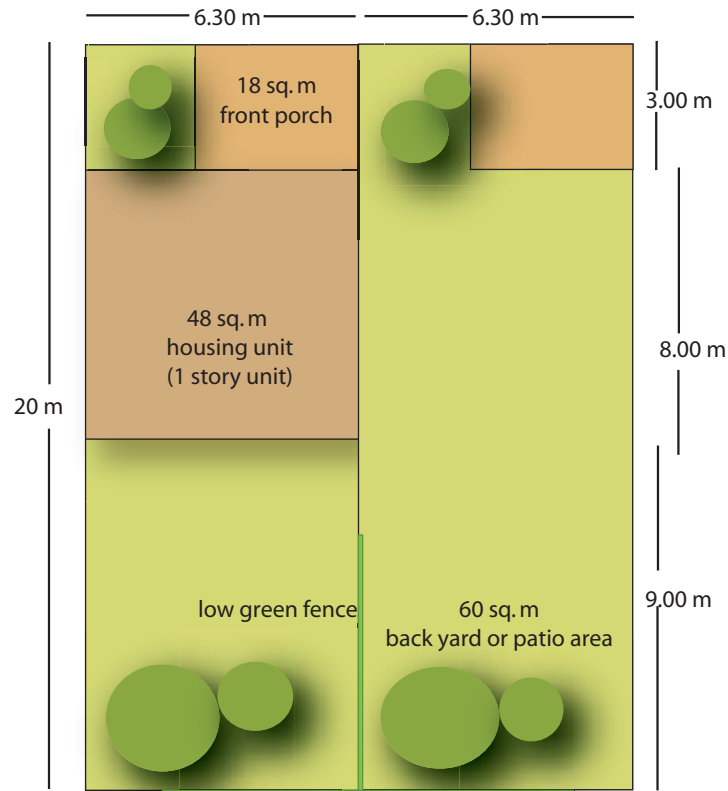 6.30 m
6.30 m
18 sq. m
front porch
3.00 m
48 sq. m
housing unit
(1 story unit)
8.00 m
20 m
low green fence
60 sq. m
back yard or patio area
9.00 m